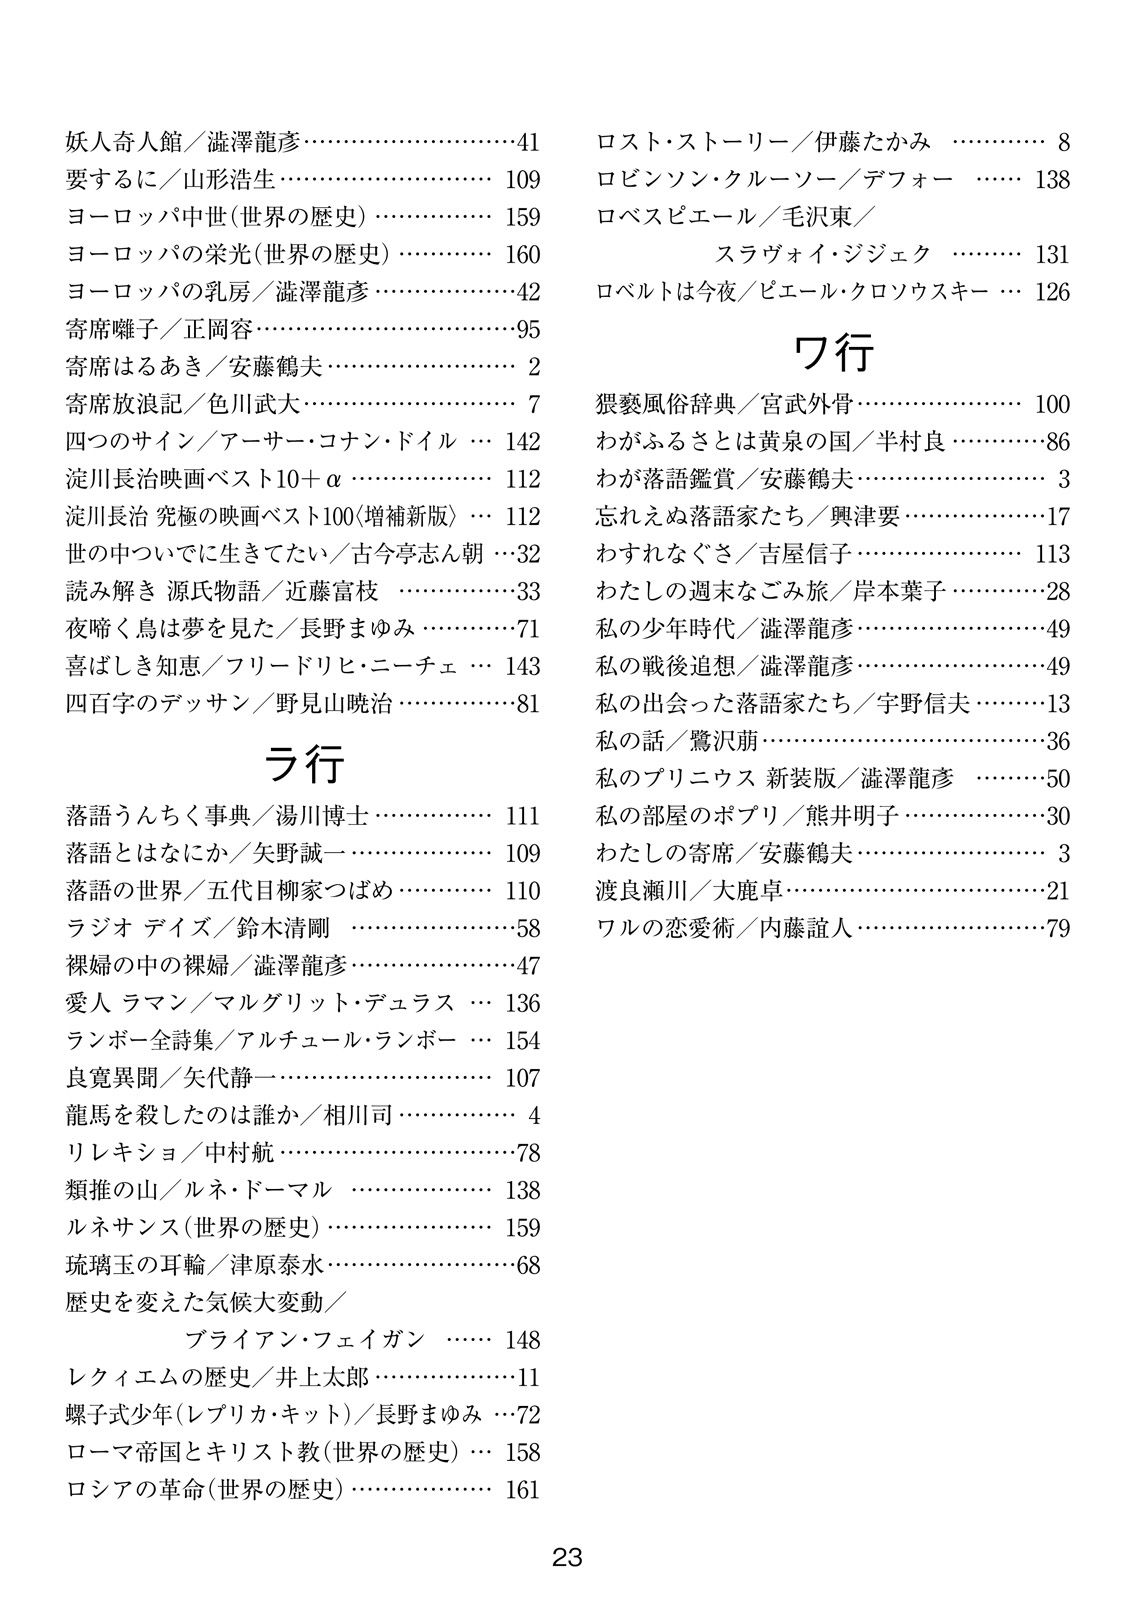 妖人奇人館／澁澤龍彥…………………………41
要するに／山形浩生……………………… 109
ヨーロッパ中世(世界の歴史) …………… 159
ヨーロッパの栄光(世界の歴史) ………… 160
ヨーロッパの乳房／澁澤龍彥………………42
寄席囃子／正岡容……………………………95
寄席はるあき／安藤鶴夫…………………… 2
寄席放浪記／色川武大……………………… 7
四つのサイン／アーサー・コナン・ドイル … 142
淀川長治映画ベスト10＋α ……………… 112
淀川長治 究極の映画ベスト100〈増補新版〉 … 112
世の中ついでに生きてたい／古今亭志ん朝 …32
読み解き 源氏物語／近藤富枝 ……………33
夜啼く鳥は夢を見た／長野まゆみ…………71
喜ばしき知恵／フリードリヒ・ニーチェ … 143
四百字のデッサン／野見山暁治……………81
ラ行
落語うんちく事典／湯川博士…………… 111
落語とはなにか／矢野誠一……………… 109
落語の世界／五代目柳家つばめ………… 110
ラジオ デイズ／鈴木清剛 …………………58
裸婦の中の裸婦／澁澤龍彥…………………47
愛人 ラマン／マルグリット・デュラス … 136
ランボー全詩集／アルチュール・ランボー … 154
良寛異聞／矢代静一……………………… 107
龍馬を殺したのは誰か／相川司…………… 4
リレキショ／中村航…………………………78
類推の山／ルネ・ドーマル ……………… 138
ルネサンス(世界の歴史)………………… 159
琉璃玉の耳輪／津原泰水……………………68
歴史を変えた気候大変動／
ブライアン・フェイガン …… 148
レクィエムの歴史／井上太郎………………11
螺子式少年(レプリカ・キット)／長野まゆみ …72
ローマ帝国とキリスト教(世界の歴史) … 158
ロシアの革命(世界の歴史)……………… 161
ロスト・ストーリー／伊藤たかみ ………… 8
ロビンソン・クルーソー／デフォー …… 138
ロベスピエール／毛沢東／
スラヴォイ・ジジェク ……… 131
ロベルトは今夜／ピエール・クロソウスキー … 126
ワ行
猥褻風俗辞典／宮武外骨………………… 100
わがふるさとは黄泉の国／半村良…………86
わが落語鑑賞／安藤鶴夫…………………… 3
忘れえぬ落語家たち／興津要………………17
わすれなぐさ／吉屋信子………………… 113
わたしの週末なごみ旅／岸本葉子…………28
私の少年時代／澁澤龍彥……………………49
私の戦後追想／澁澤龍彥……………………49
私の出会った落語家たち／宇野信夫………13
私の話／鷺沢萠………………………………36
私のプリニウス 新装版／澁澤龍彥 ………50
私の部屋のポプリ／熊井明子………………30
わたしの寄席／安藤鶴夫…………………… 3
渡良瀬川／大鹿卓……………………………21
ワルの恋愛術／内藤誼人……………………79
23